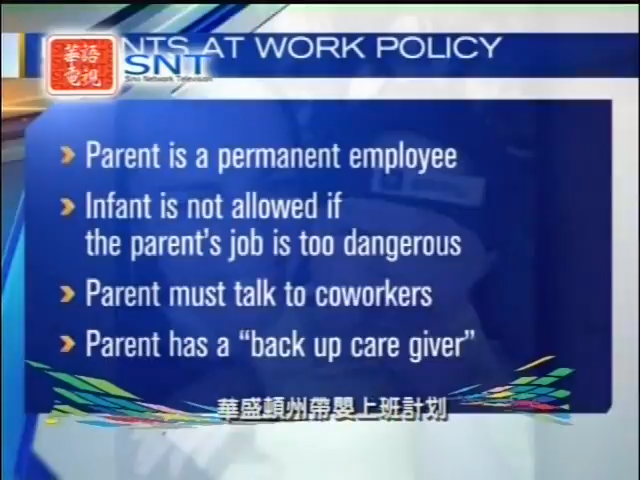 NTS AT WORK POLICY
華語
電視
SNT
Sino Network Television
Parent is a permanent employee
Infant is not allowed if
the parent's job is too dangerous
Parent must talk to coworkers
Parent has a “back up care giver”
華盛頓州帶嬰上班計划